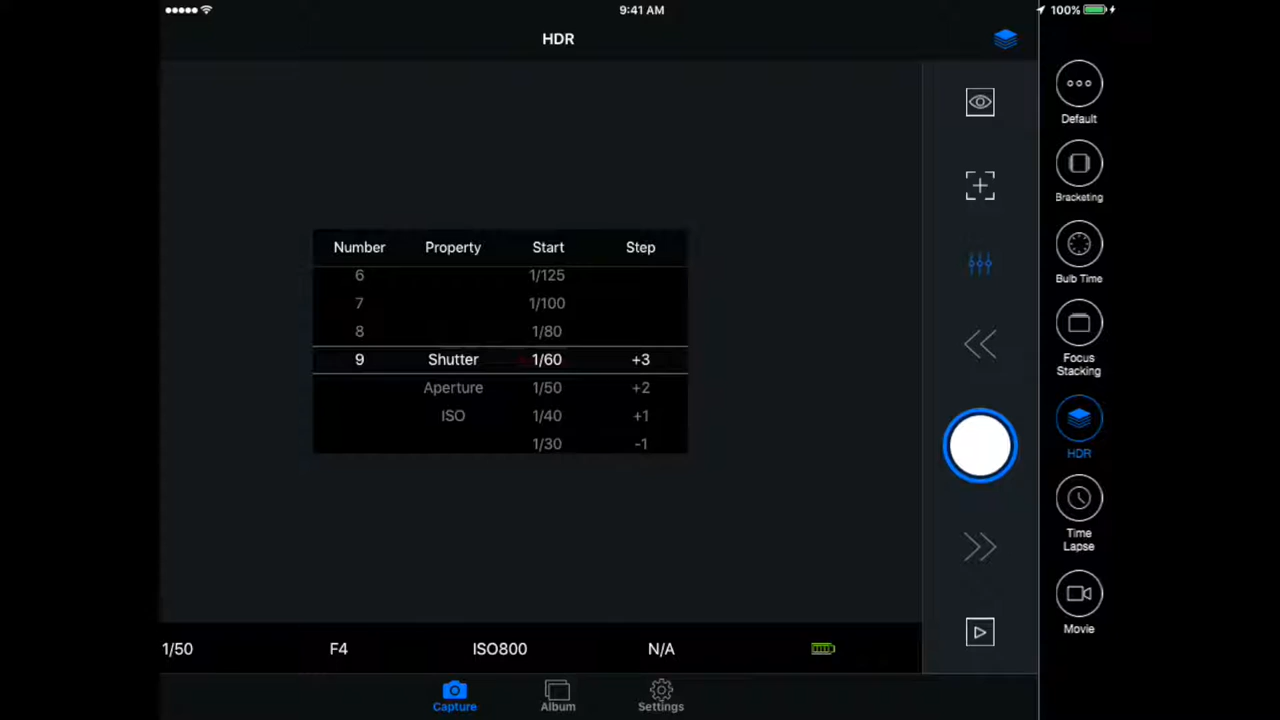 9:41 AM
100%
HDR
Number Property Start Step
6 1/125
7 1/100
8 1/80
9 Shutter 1/60 +3
Aperture 1/50 +2
ISO 1/40 +1
1/30 -1
1/50 F4 ISO800 N/A
Capture Album Settings
Default
Bracketing
Bulb Time
Focus
Stacking
HDR
Time
Lapse
Movie